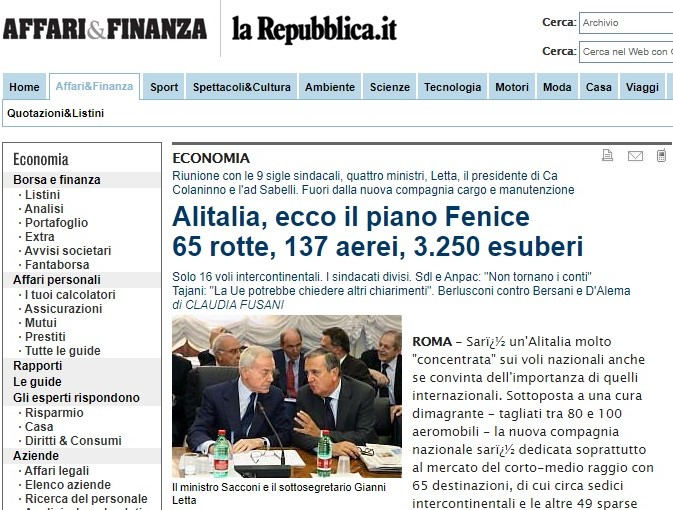 AFFARI&FINANZA
la Repubblica.it
Cerca: Archivio
Cerca: Cerca nel Web con
Home Affari&Finanza Sport Spettacoli&Cultura Ambiente Scienze Tecnologia Motori Moda Casa Viaggi
Quotazioni&Listini
Economia
Borsa e finanza
· Listini
· Analisi
· Portafoglio
· Extra
· Avvisi societari
· Fantaborsa
Affari personali
· I tuoi calcolatori
· Assicurazioni
· Mutui
· Prestiti
· Tutte le guide
Rapporti
Le guide
Gli esperti rispondono
· Risparmio
· Casa
· Diritti & Consumi
Aziende
· Affari legali
· Elenco aziende
· Ricerca del personale
ECONOMIA
Riunione con le 9 sigle sindacali, quattro ministri, Letta, il presidente di Ca
Colaninno e l'ad Sabelli. Fuori dalla nuova compagnia cargo e manutenzione
Alitalia, ecco il piano Fenice
65 rotte, 137 aerei, 3.250 esuberi
Solo 16 voli intercontinentali. I sindacati divisi. Sdl e Anpac: "Non tornano i conti"
Tajani: "La Ue potrebbe chiedere altri chiarimenti". Berlusconi contro Bersani e D'Alema
di CLAUDIA FUSANI
Il ministro Sacconi e il sottosegretario Gianni
Letta
ROMA - Sarï¿½ un'Alitalia molto
"concentrata" sui voli nazionali anche
se convinta dell'importanza di quelli
internazionali. Sottoposta a una cura
dimagrante - tagliati tra 80 e 100
aeromobili - la nuova compagnia
nazionale sarï¿½ dedicata soprattutto
al mercato del corto-medio raggio con
65 destinazioni, di cui circa sedici
intercontinentali e le altre 49 sparse